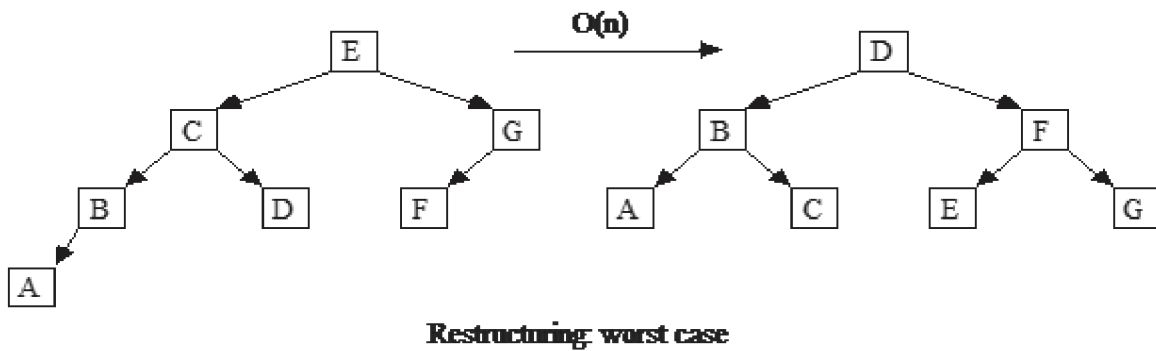 O(n)
E D
C G B F
B D F A C E G
A
Restructuring: worst case